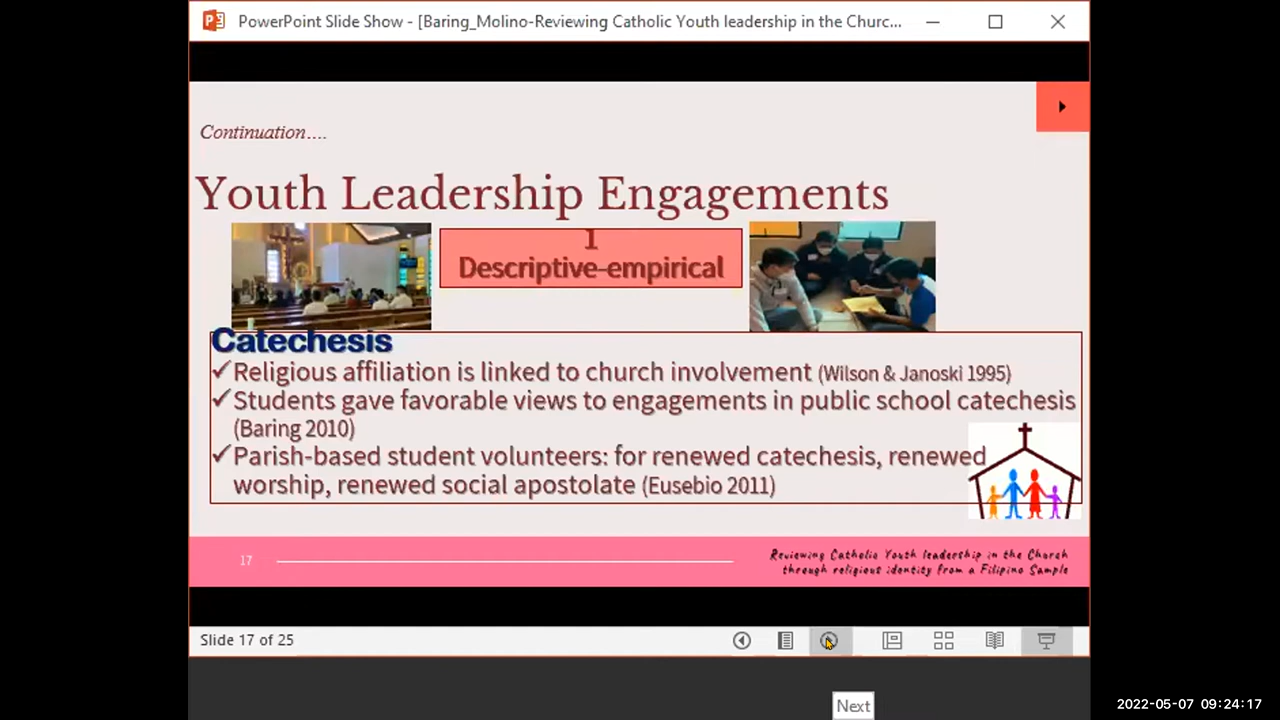 PowerPoint Slide Show - [Baring_Molino-Reviewing Catholic Youth leadership in the Churc...
Continuation....
Youth Leadership Engagements
1
Descriptive-empirical
Catechesis
✓Religious affiliation is linked to church involvement (Wilson & Janoski 1995)
✓Students gave favorable views to engagements in public school catechesis
(Baring 2010)
✓Parish-based student volunteers: for renewed catechesis, renewed
worship, renewed social apostolate (Eusebio 2011)
17
Reviewing Catholic Youth leadership in the Church
through religious identity from a Filipino Sample
Slide 17 of 25
Next
2022-05-07 09:24:17